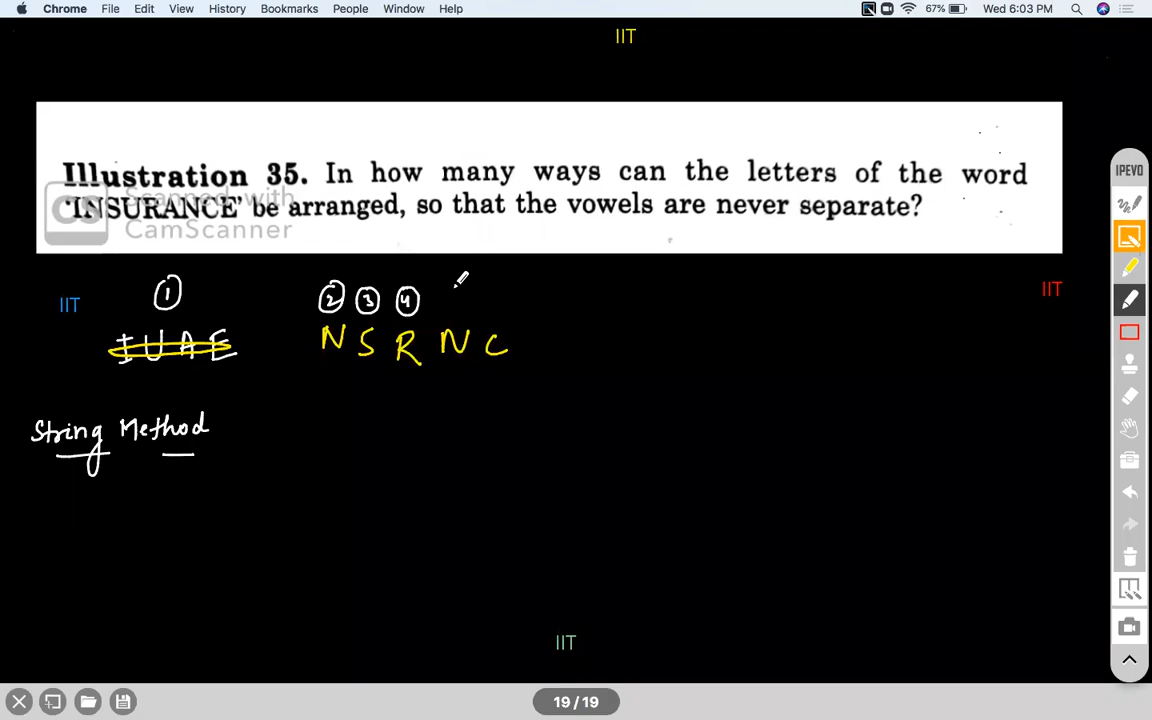 Chrome File Edit View History Bookmarks People Window Help 67% Wed 6:03 PM
IIT
Illustration 35. In how many ways can the letters of the word
'INSURANCE' be arranged, so that the vowels are never separate?
CS Scanned with
CamScanner
IPEVO
1 2 3 4
IIT
IIT
I U A E N S R N C
String Method
IIT
19 / 19